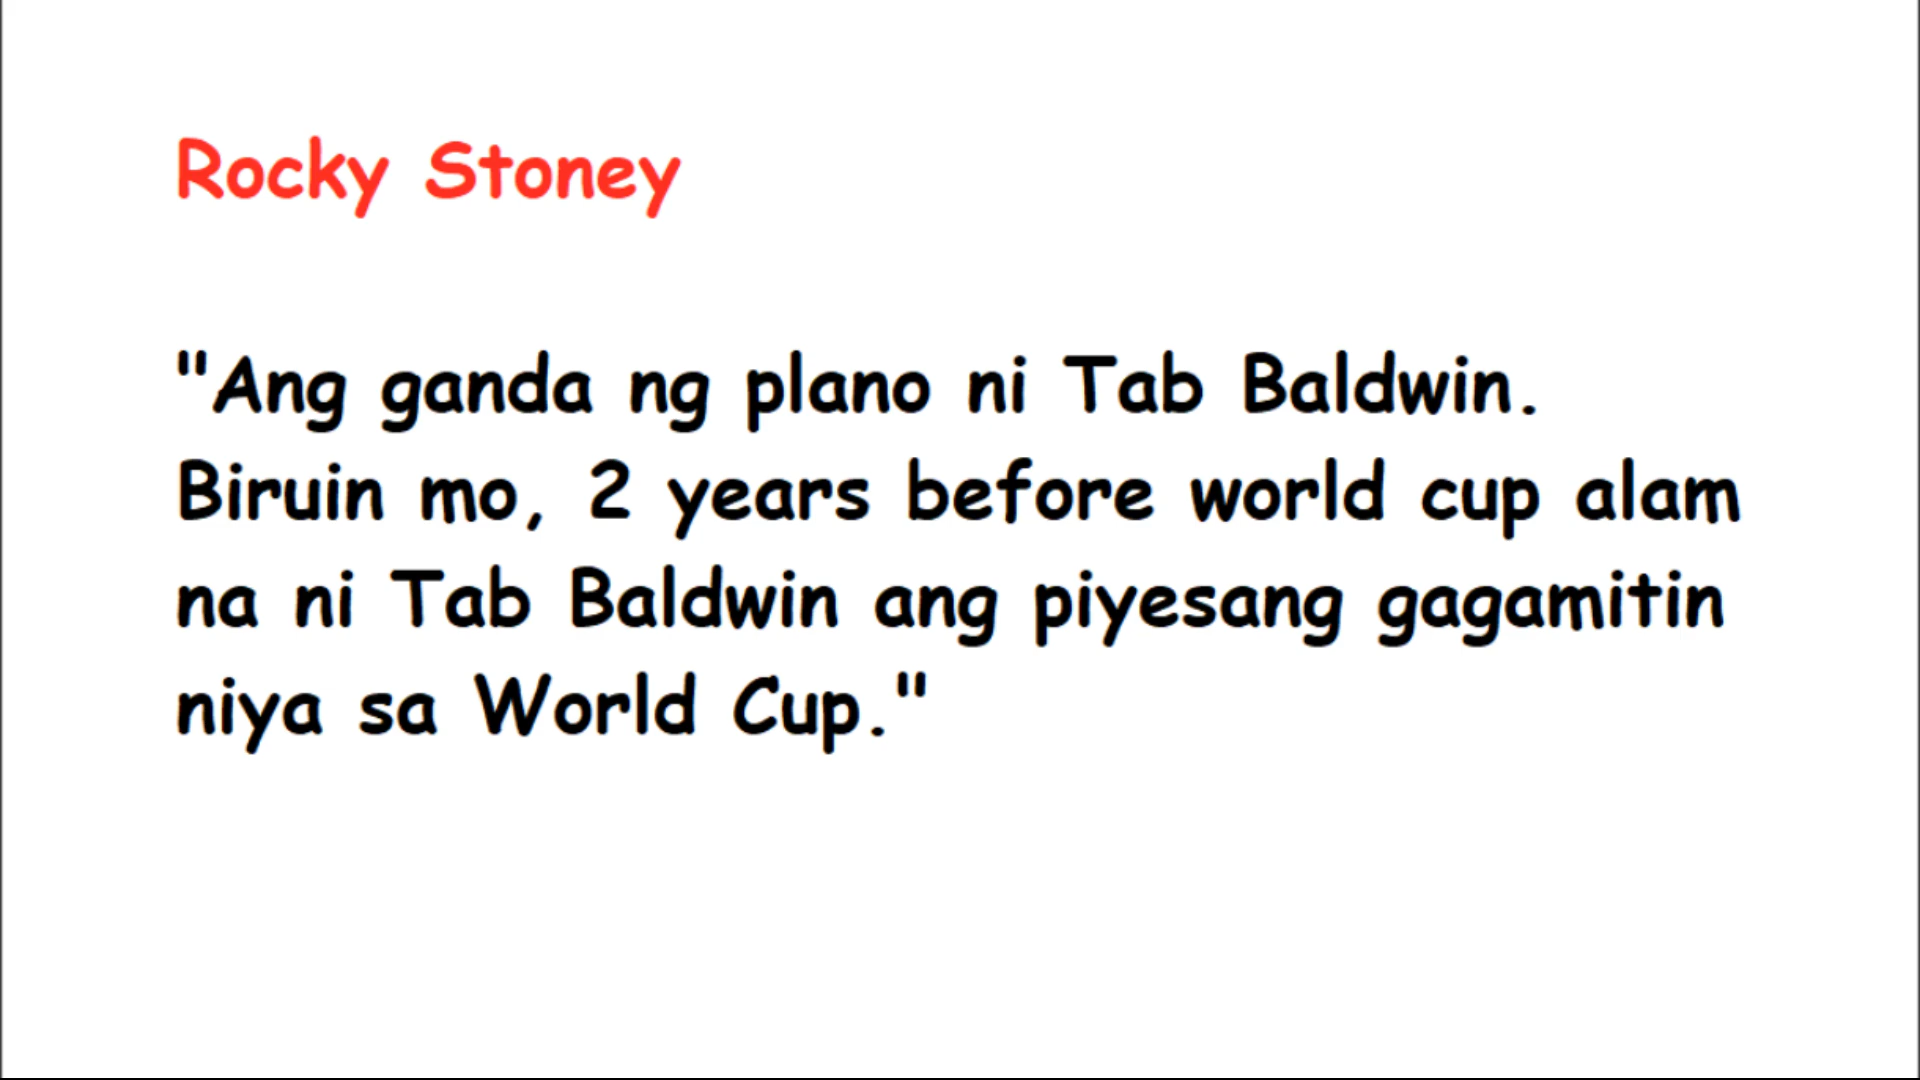 Rocky Stoney
"Ang ganda ng plano ni Tab Baldwin.
Biruin mo, 2 years before world cup alam
na ni Tab Baldwin ang piyesang gagamitin
niya sa World Cup."